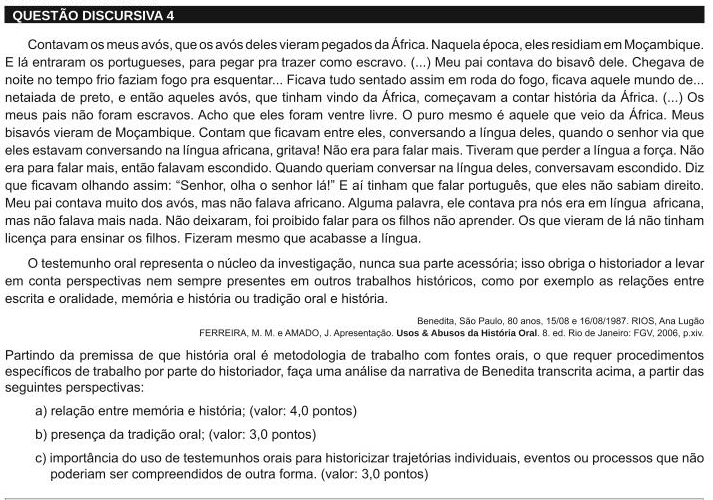 QUESTÃO DISCURSIVA 4
Contavam os meus avós, que os avós deles vieram pegados da África. Naquela época, eles residiam em Moçambique.
E lá entraram os portugueses, para pegar pra trazer como escravo. (...) Meu pai contava do bisavô dele. Chegava de
noite no tempo frio faziam fogo pra esquentar... Ficava tudo sentado assim em roda do fogo, ficava aquele mundo de...
netaiada de preto, e então aqueles avós, que tinham vindo da África, começavam a contar história da África. (...) Os
meus pais não foram escravos. Acho que eles foram ventre livre. O puro mesmo é aquele que veio da África. Meus
bisavós vieram de Moçambique. Contam que ficavam entre eles, conversando a língua deles, quando o senhor via que
eles estavam conversando na língua africana, gritava! Não era para falar mais. Tiveram que perder a língua a força. Não
era para falar mais, então falavam escondido. Quando queriam conversar na língua deles, conversavam escondido. Diz
que ficavam olhando assim: “Senhor, olha o senhor lá!” E aí tinham que falar português, que eles não sabiam direito.
Meu pai contava muito dos avós, mas não falava africano. Alguma palavra, ele contava pra nós era em língua africana,
mas não falava mais nada. Não deixaram, foi proibido falar para os filhos não aprender. Os que vieram de lá não tinham
licença para ensinar os filhos. Fizeram mesmo que acabasse a língua.
O testemunho oral representa o núcleo da investigação, nunca sua parte acessória; isso obriga o historiador a levar
em conta perspectivas nem sempre presentes em outros trabalhos históricos, como por exemplo as relações entre
escrita e oralidade, memória e história ou tradição oral e história.
Benedita, São Paulo, 80 anos, 15/08 e 16/08/1987. RIOS, Ana Lugão
FERREIRA, M. M. e AMADO, J. Apresentação. Usos & Abusos da História Oral. 8. ed. Rio de Janeiro: FGV, 2006, p.xiv.
Partindo da premissa de que história oral é metodologia de trabalho com fontes orais, o que requer procedimentos
específicos de trabalho por parte do historiador, faça uma análise da narrativa de Benedita transcrita acima, a partir das
seguintes perspectivas:
a) relação entre memória e história; (valor: 4,0 pontos)
b) presença da tradição oral; (valor: 3,0 pontos)
c) importância do uso de testemunhos orais para historicizar trajetórias individuais, eventos ou processos que não
poderiam ser compreendidos de outra forma. (valor: 3,0 pontos)